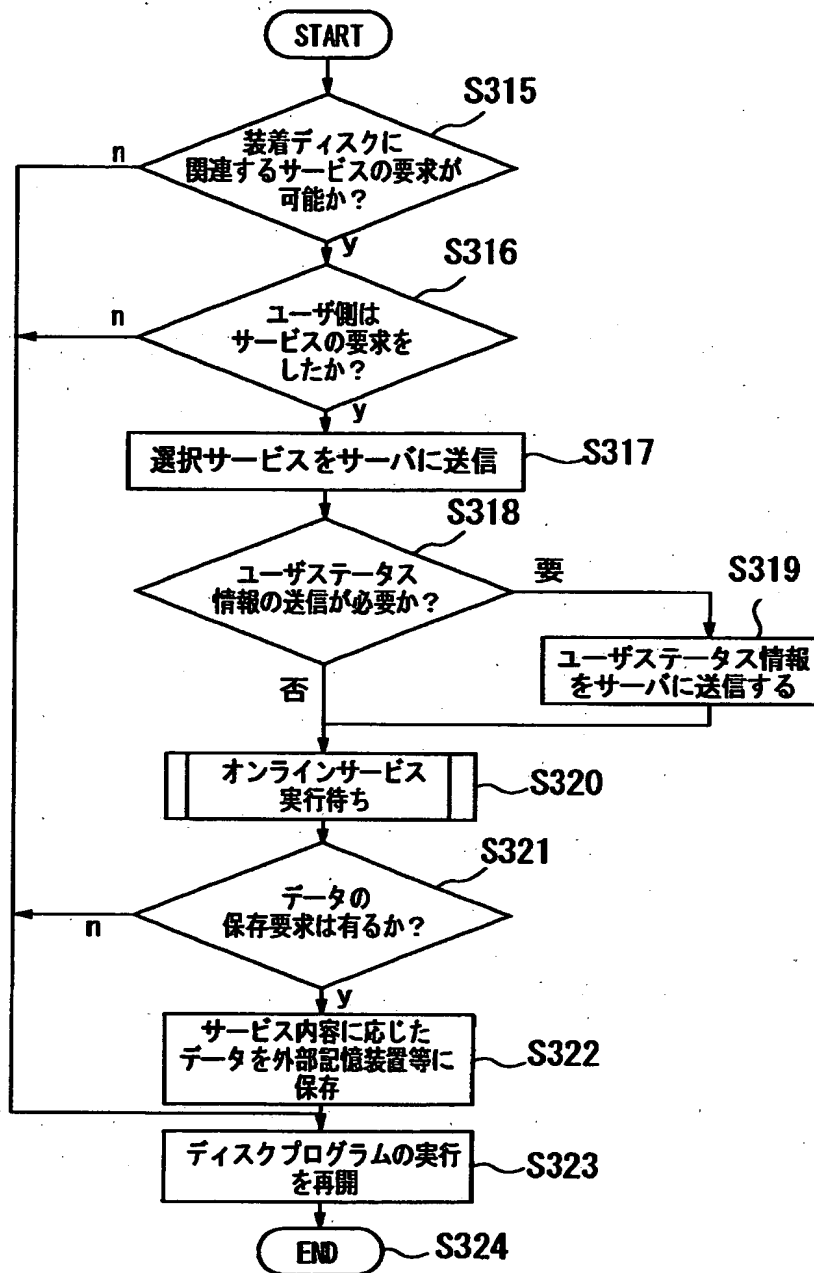 START
S315
装着ディスクに
関連するサービスの要求が
可能か？
n
y
S316
ユーザ側は
サービスの要求を
したか？
n
y
選択サービスをサーバに送信
S317
S318
ユーザステータス
情報の送信が必要か？
要
S319
ユーザステータス情報
をサーバに送信する
否
オンラインサービス
実行待ち
S320
S321
データの
保存要求は有るか？
n
y
サービス内容に応じた
データを外部記憶装置等に
保存
S322
ディスクプログラムの実行
を再開
S323
END
S324